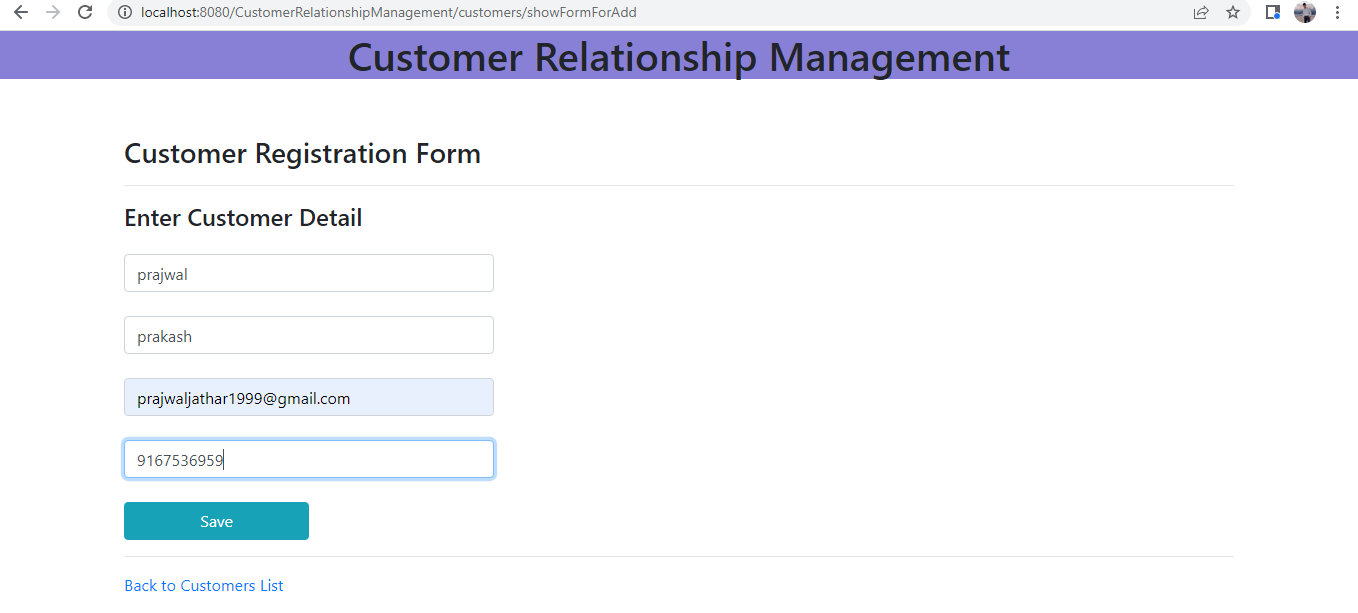 localhost:8080/CustomerRelationshipManagement/customers/showFormForAdd
Customer Relationship Management
Customer Registration Form
Enter Customer Detail
prajwal
prakash
prajwaljathar1999@gmail.com
9167536959
Save
Back to Customers List